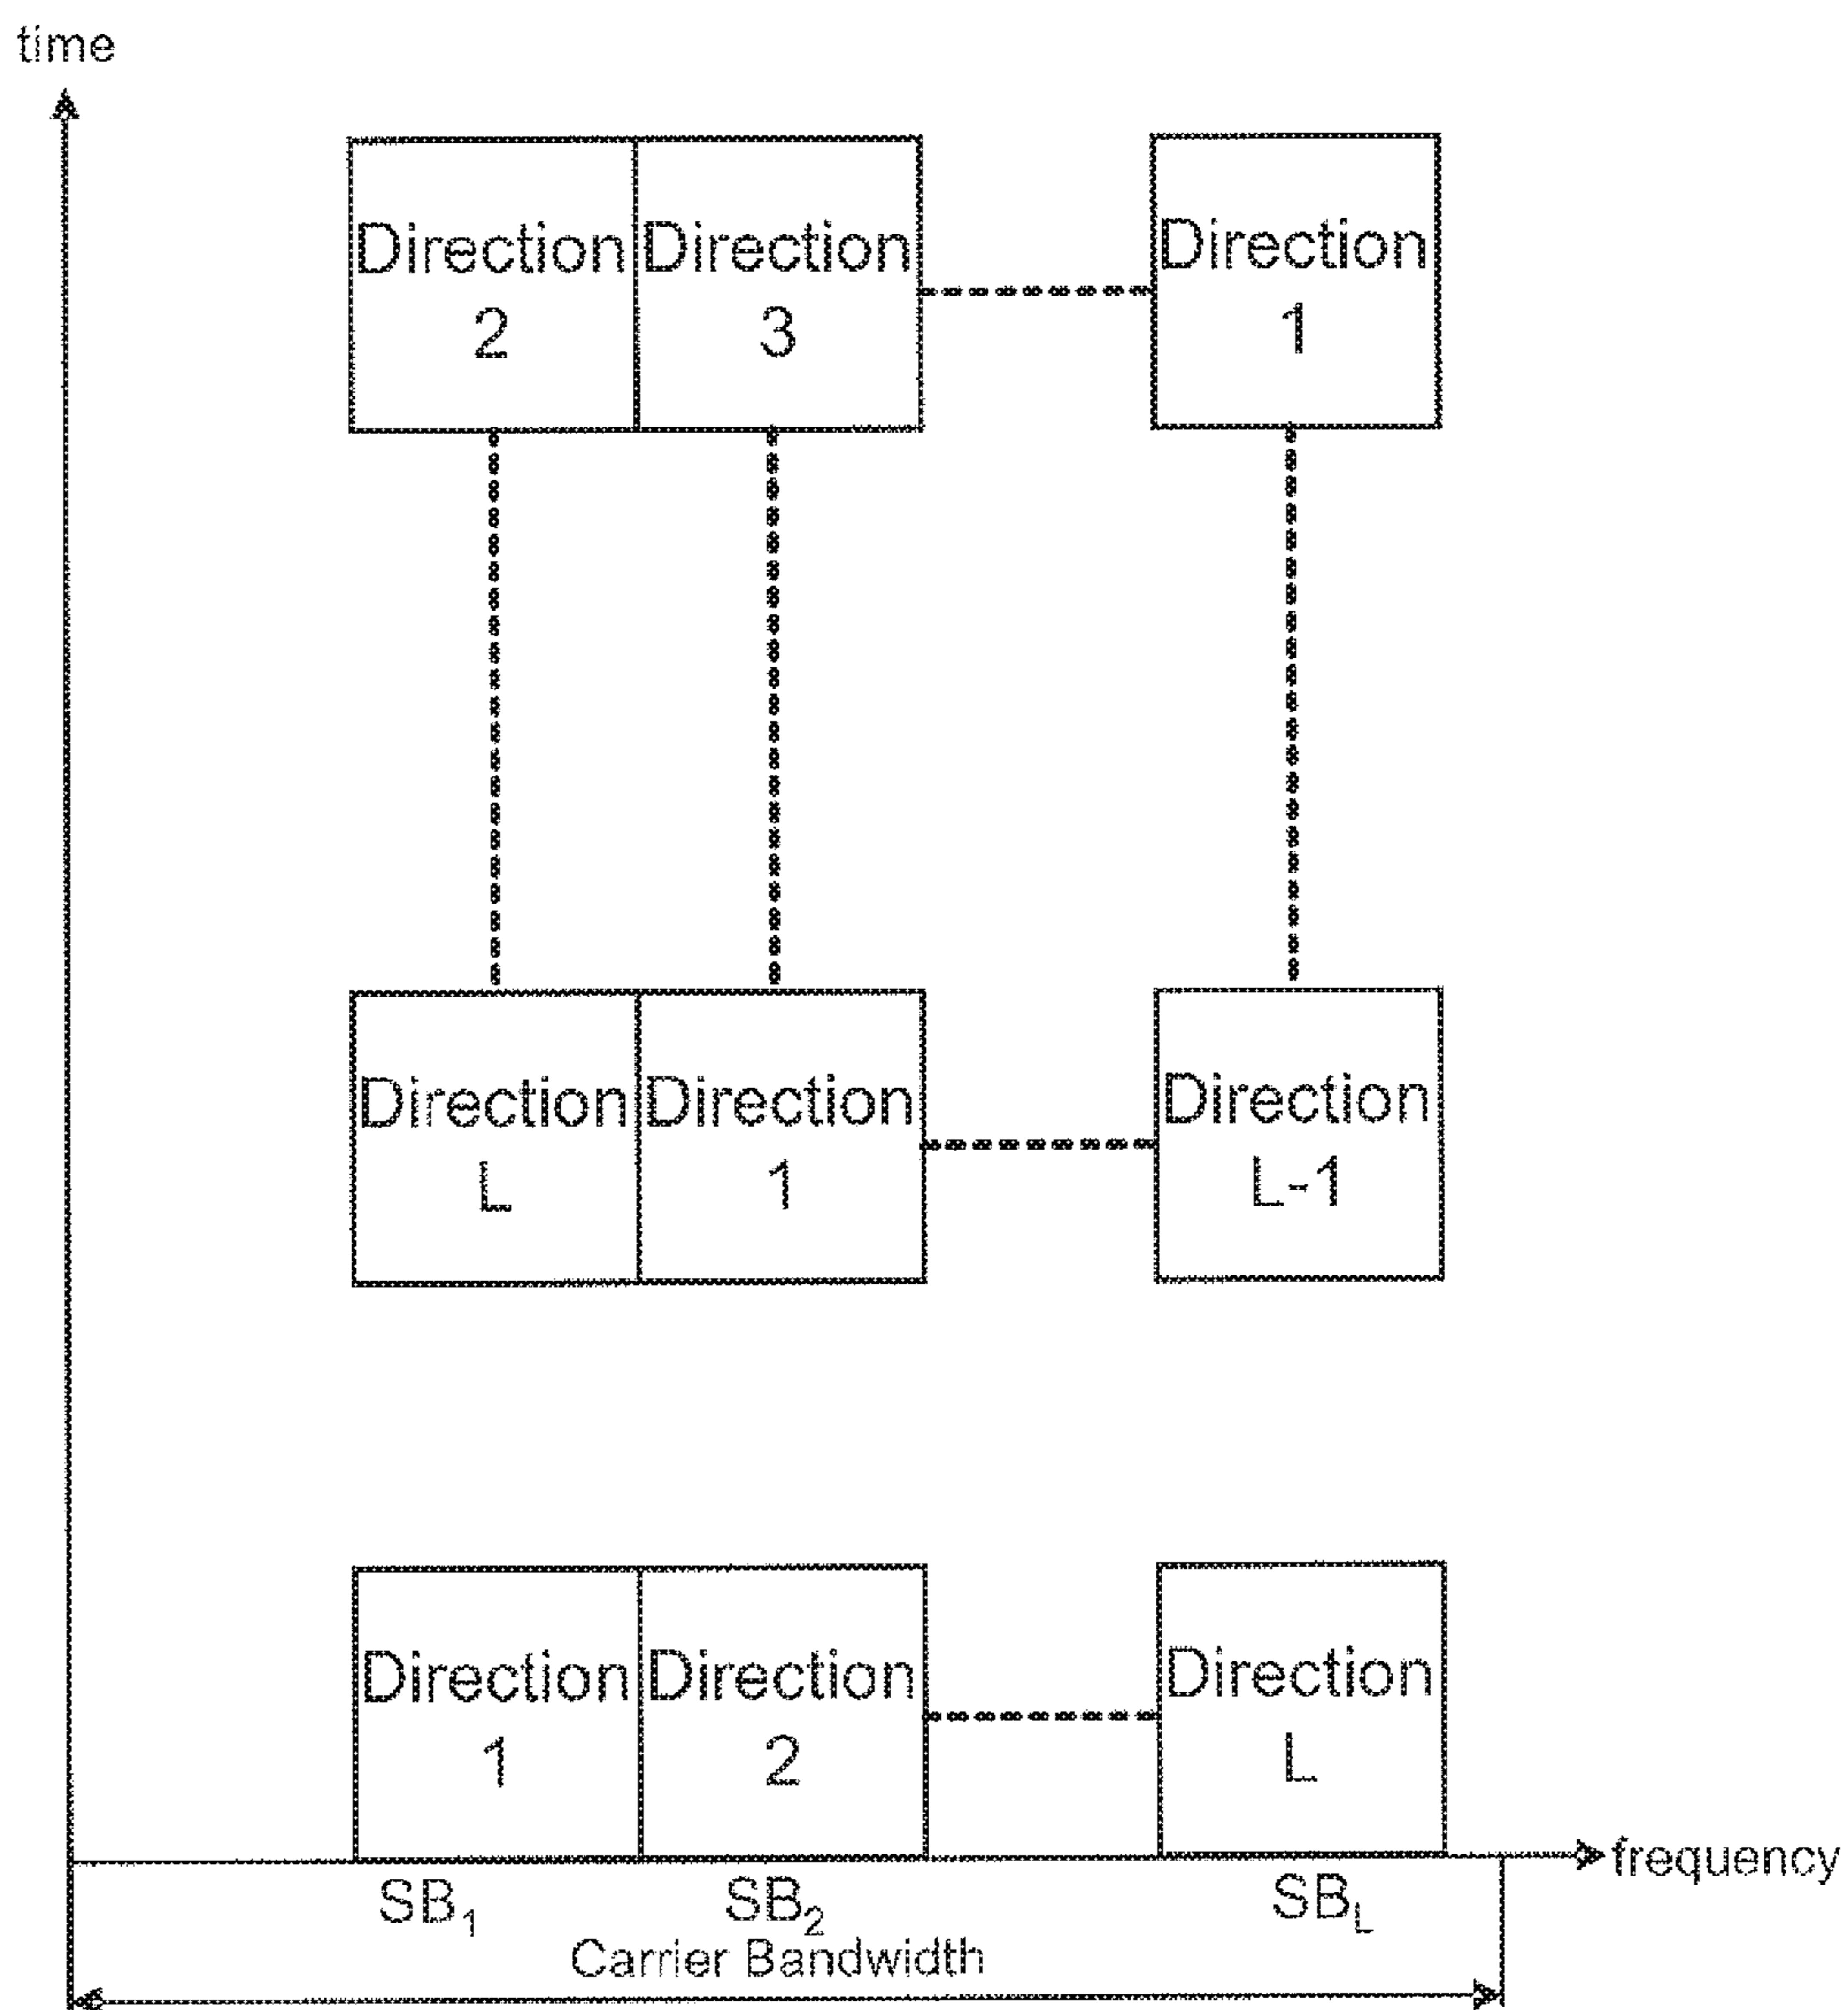 time
Direction 2
Direction 3
Direction 1
Direction L
Direction 1
Direction L-1
Direction 1
Direction 2
Direction L
frequency
SB1
SB2
SBL
Carrier Bandwidth